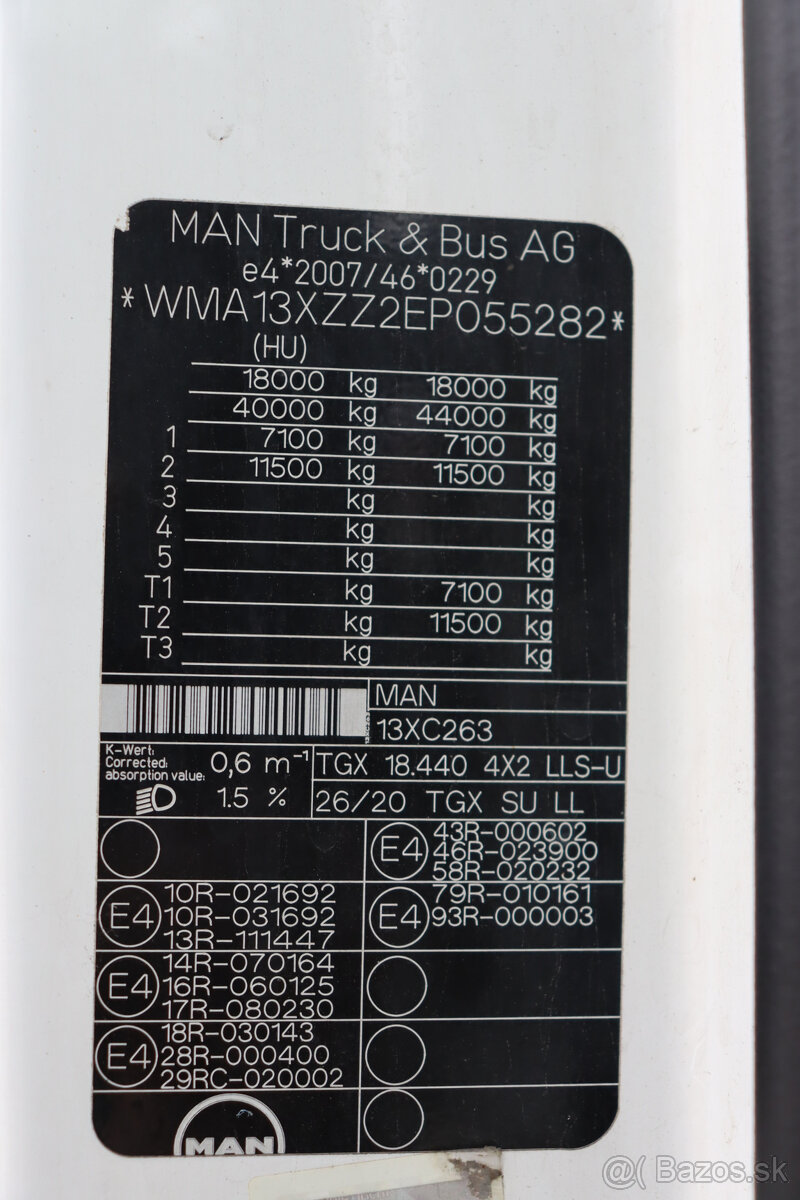 MAN Truck & Bus AG
e4*2007/46*0229
*WMA13XZZ2EP055282*
(HU)
18000 kg 18000 kg
40000 kg 44000 kg
1 7100 kg 7100 kg
2 11500 kg 11500 kg
3 kg kg
4 kg kg
5 kg kg
T1 kg 7100 kg
T2 kg 11500 kg
T3 kg kg
MAN
13XC263
K-Wert:
Corrected
absorption value:
0,6 m⁻¹
TGX 18.440 4X2 LLS-U
1.5 %
26/20 TGX SU LL
E4
43R-000602
46R-023900
58R-020232
E4
10R-021692
10R-031692
13R-111447
E4
79R-010161
93R-000003
E4
14R-070164
16R-060125
17R-080230
E4
18R-030143
28R-000400
29RC-020002
MAN
@( Bazos.sk